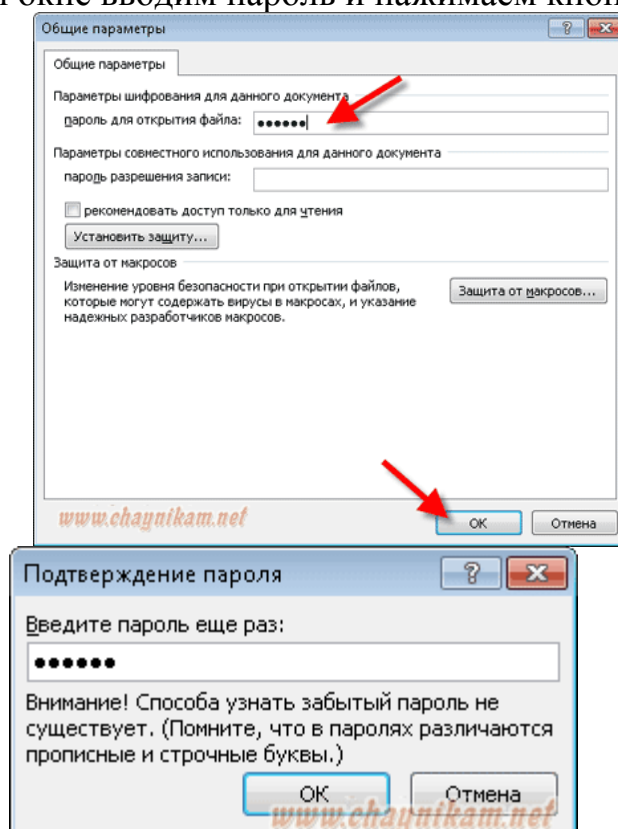 окне вводим пароль и нажимаем
Общие параметры
Общие параметры
Параметры шифрования для данного документа
пароль для открытия файла: ●●●●●●
Параметры совместного использования для данного документа
пароль разрешения записи:
рекомендовать доступ только для чтения
Установить защиту...
Защита от макросов
Изменение уровня безопасности при открытии файлов,
которые могут содержать вирусы в макросах, и указание
надежных разработчиков макросов.
Защита от макросов...
www.chaynikam.net
ОК Отмена
Подтверждение пароля
Введите пароль еще раз:
●●●●●●
Внимание! Способа узнать забытый пароль не
существует. (Помните, что в паролях различаются
прописные и строчные буквы.)
ОК Отмена
www.chaynikam.net